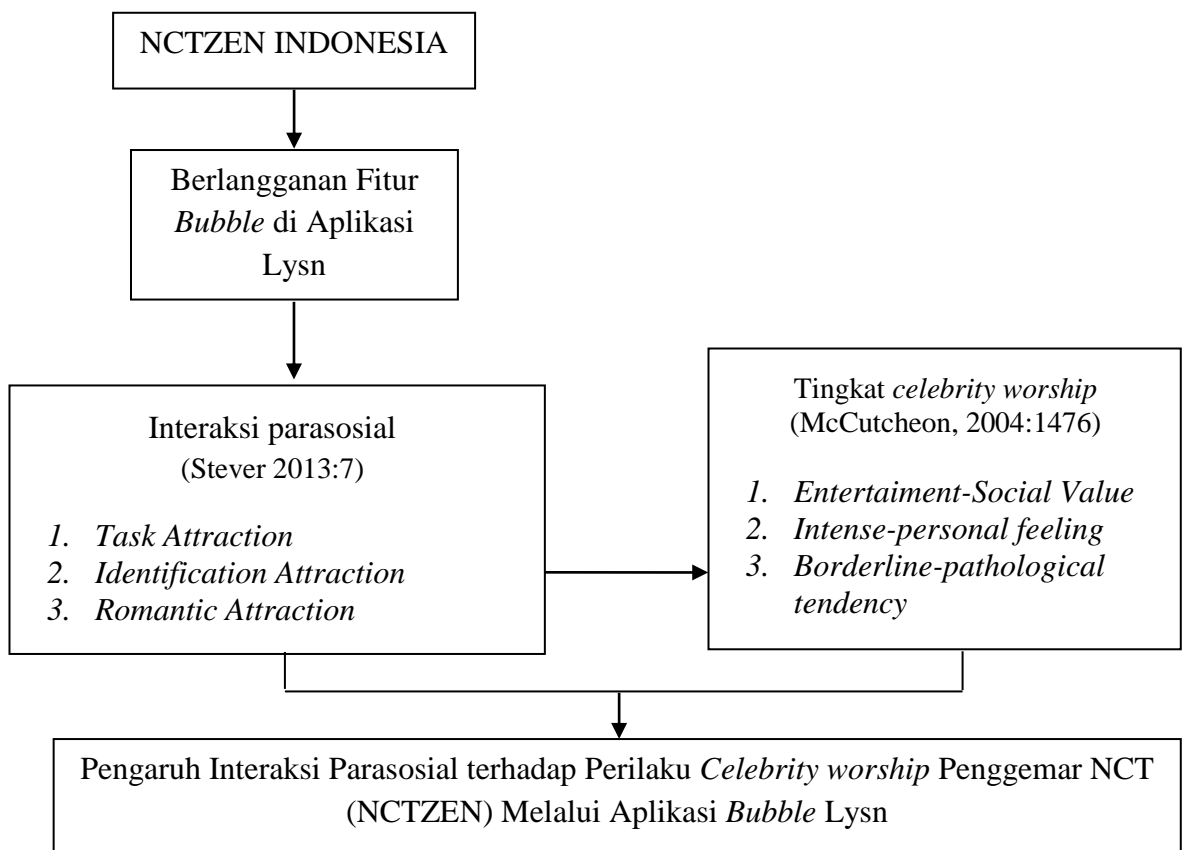 NCTZEN INDONESIA
Berlangganan Fitur
Bubble di Aplikasi
Lysn
Interaksi parasosial
(Stever 2013:7)
1. Task Attraction
2. Identification Attraction
3. Romantic Attraction
Tingkat celebrity worship
(McCutcheon, 2004:1476)
1. Entertaiment-Social Value
2. Intense-personal feeling
3. Borderline-pathological
tendency
Pengaruh Interaksi Parasosial terhadap Perilaku Celebrity worship Penggemar NCT
(NCTZEN) Melalui Aplikasi Bubble Lysn